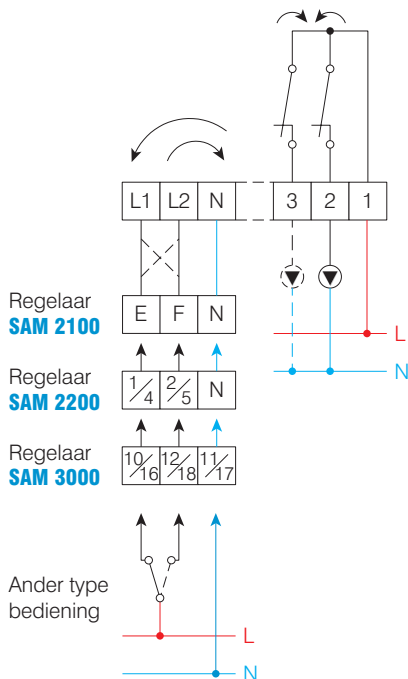 L1 L2 N 3 2 1
Regelaar
SAM 2100
E F N
L
N
Regelaar
SAM 2200
1/4 2/5 N
Regelaar
SAM 3000
10/16 12/18 11/17
Ander type
bediening
L
N